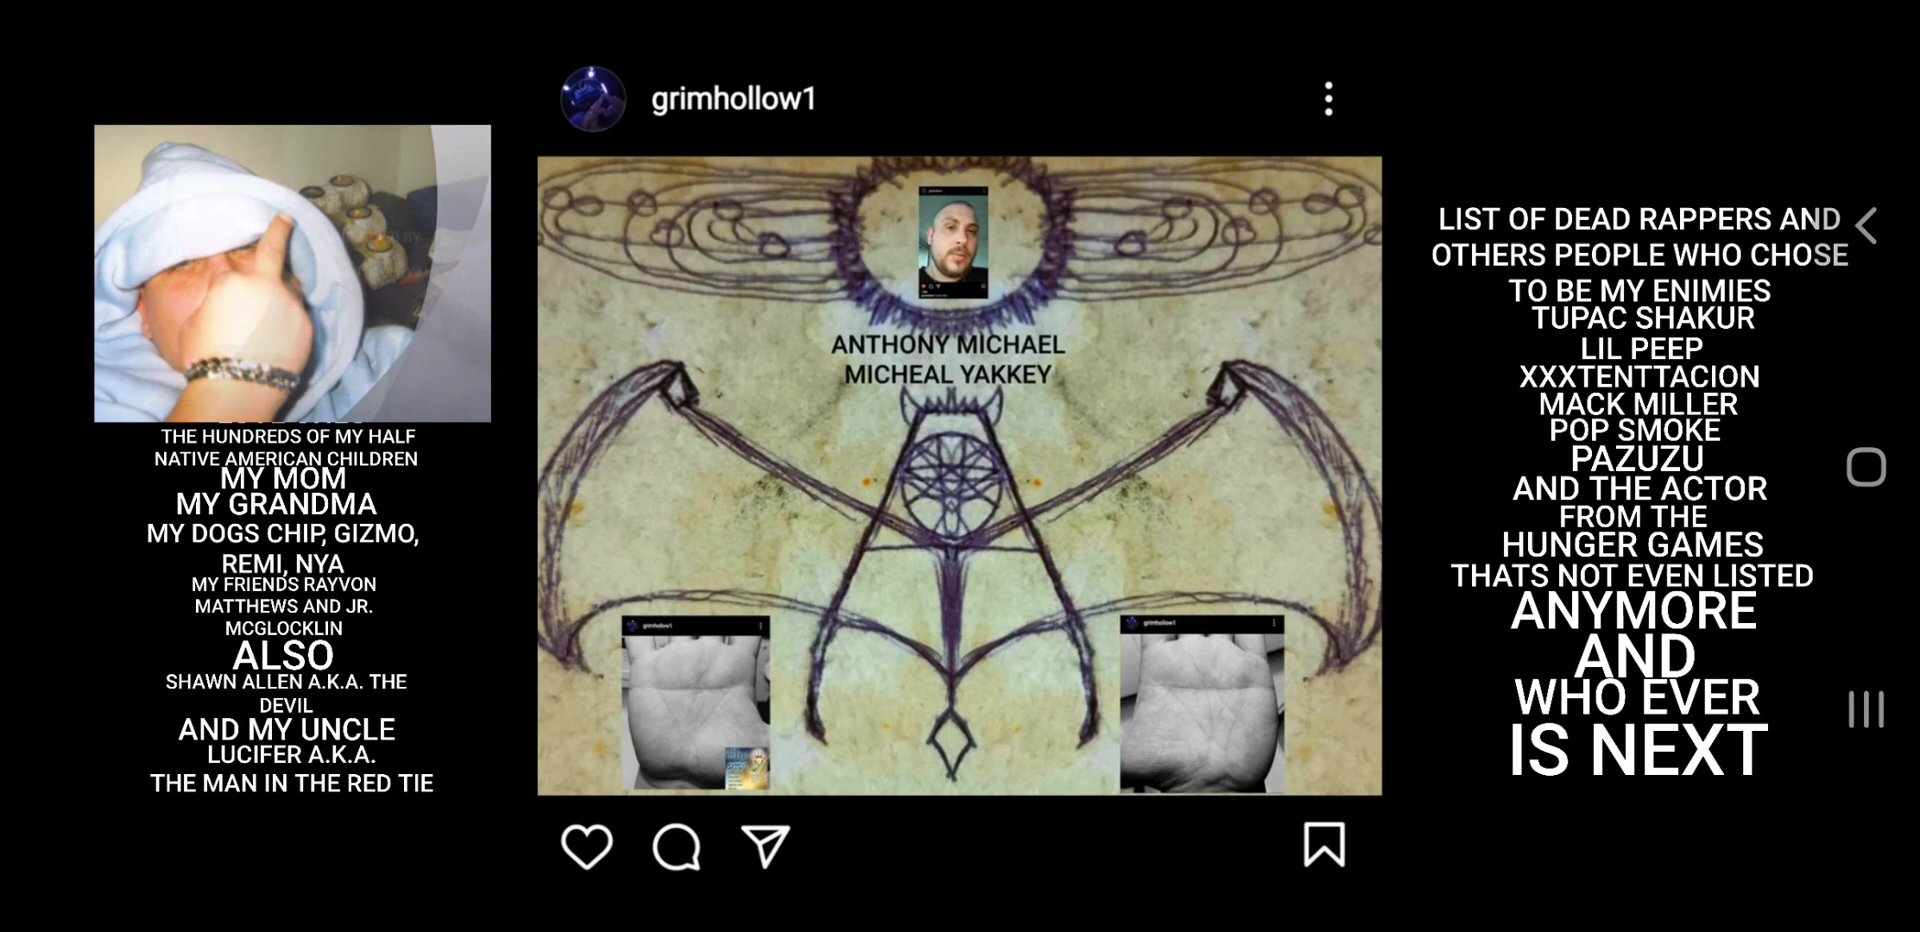 grimhollow1
THE HUNDREDS OF MY HALF
NATIVE AMERICAN CHILDREN
MY MOM
MY GRANDMA
MY DOGS CHIP, GIZMO,
REMI, NYA
MY FRIENDS RAYVON
MATTHEWS AND JR.
MCGLOCKLIN
ALSO
SHAWN ALLEN A.K.A. THE
DEVIL
AND MY UNCLE
LUCIFER A.K.A.
THE MAN IN THE RED TIE
ANTHONY MICHAEL
MICHEAL YAKKEY
grimhollow1
grimhollow1
LIST OF DEAD RAPPERS AND
OTHERS PEOPLE WHO CHOSE
TO BE MY ENIMIES
TUPAC SHAKUR
LIL PEEP
XXXTENTTACION
MACK MILLER
POP SMOKE
PAZUZU
AND THE ACTOR
FROM THE
HUNGER GAMES
THATS NOT EVEN LISTED
ANYMORE
AND
WHO EVER
IS NEXT